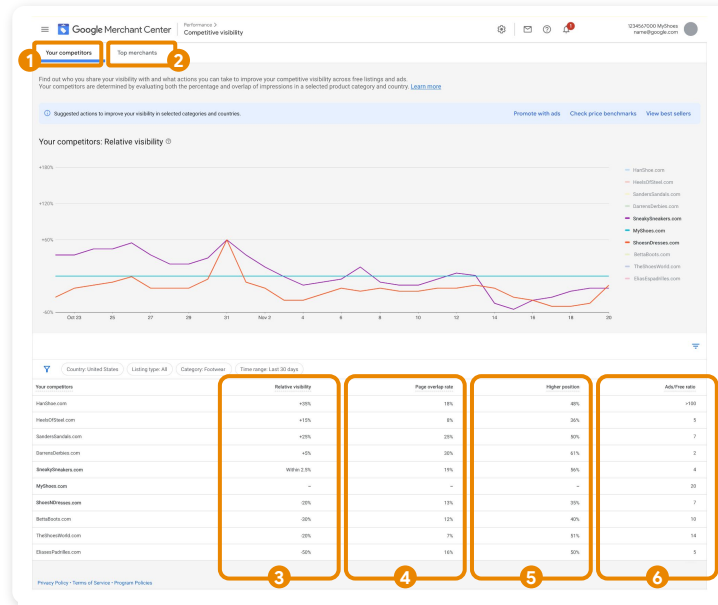 Google Merchant Center
Performance >
Competitive visibility
1
1234567000 MyShoes
name@google.com
1
Your competitors
Top merchants
2
Find out who you share your visibility with and what actions you can take to improve your competitive visibility across free listings and ads.
Your competitors are determined by evaluating both the percentage and overlap of impressions in a selected product category and country. Learn more
Suggested actions to improve your visibility in selected categories and countries.
Promote with ads Check price benchmarks View best sellers
Your competitors: Relative visibility
+180%
+120%
+60%
-60%
Oct 23 25 27 29 31 Nov 2 4 6 8 10 12 14 16 18 20
HanShoe.com
HeelsOfSteel.com
SandersSandals.com
DarrensDerbies.com
SneakySneakers.com
MyShoes.com
ShoesnDresses.com
BettaBoots.com
TheShoesWorld.com
EliasEspadrilles.com
Country: United States Listing type: All Category: Footwear Time range: Last 30 days
Your competitors Relative visibility Page overlap rate Higher position Ads/Free ratio
HanShoe.com +35% 18% 48% >100
HeelsOfSteel.com +15% 8% 36% 5
SandersSandals.com +25% 25% 50% 7
DarrensDerbies.com +5% 30% 61% 2
SneakySneakers.com Within 2.5% 19% 56% 4
MyShoes.com – – – 20
ShoesNDresses.com -20% 13% 35% 7
BettaBoots.com -30% 12% 40% 10
TheShoesWorld.com -20% 7% 51% 14
EliasesPadrilles.com -50% 16% 50% 5
3 4 5 6
Privacy Policy • Terms of Service • Program Policies